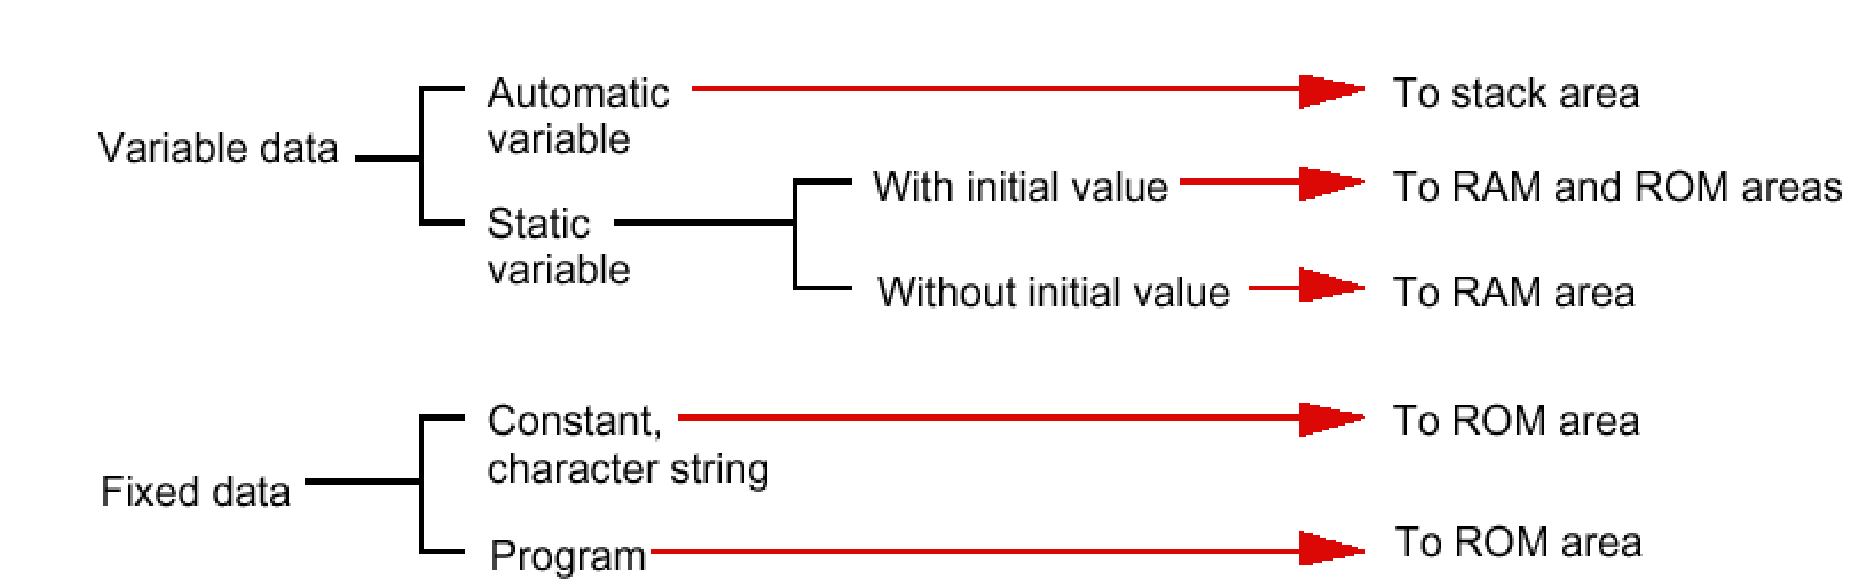 Automatic
variable
To stack area
Variable data
With initial value
To RAM and ROM areas
Static
variable
Without initial value
To RAM area
Constant,
character string
To ROM area
Fixed data
Program
To ROM area